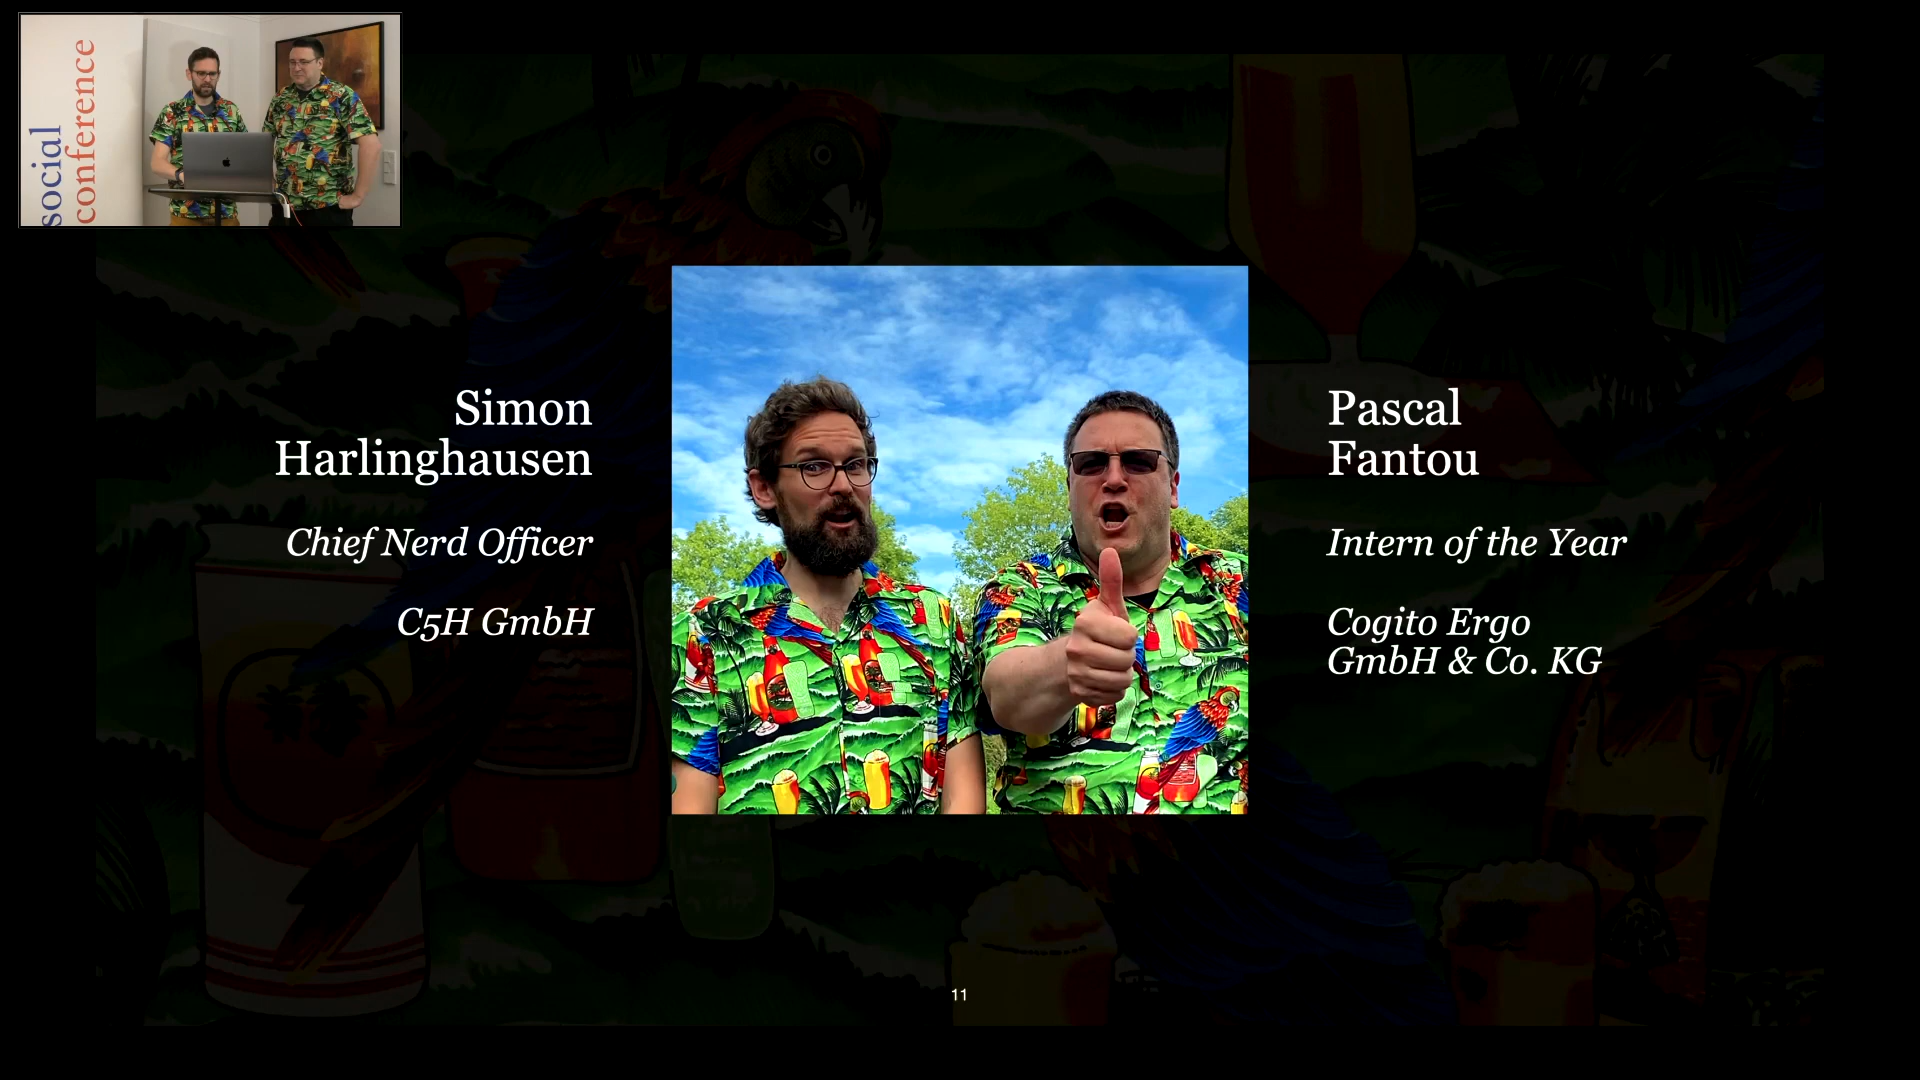 social
conference
Simon
Harlinghausen
Chief Nerd Officer
C5H GmbH
Pascal
Fantou
Intern of the Year
Cogito Ergo
GmbH & Co. KG
11